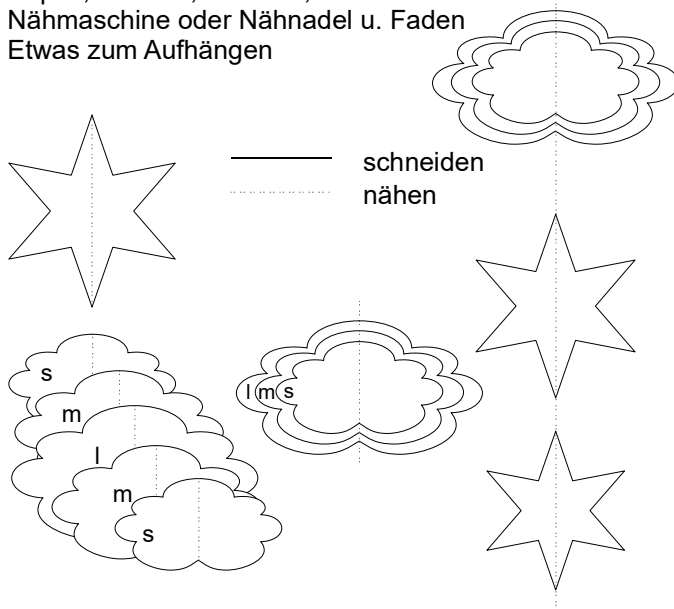 Nähmaschine oder Nähnadel u. Faden
Etwas zum Aufhängen
schneiden
nähen
s
m
l
m
s
l m s